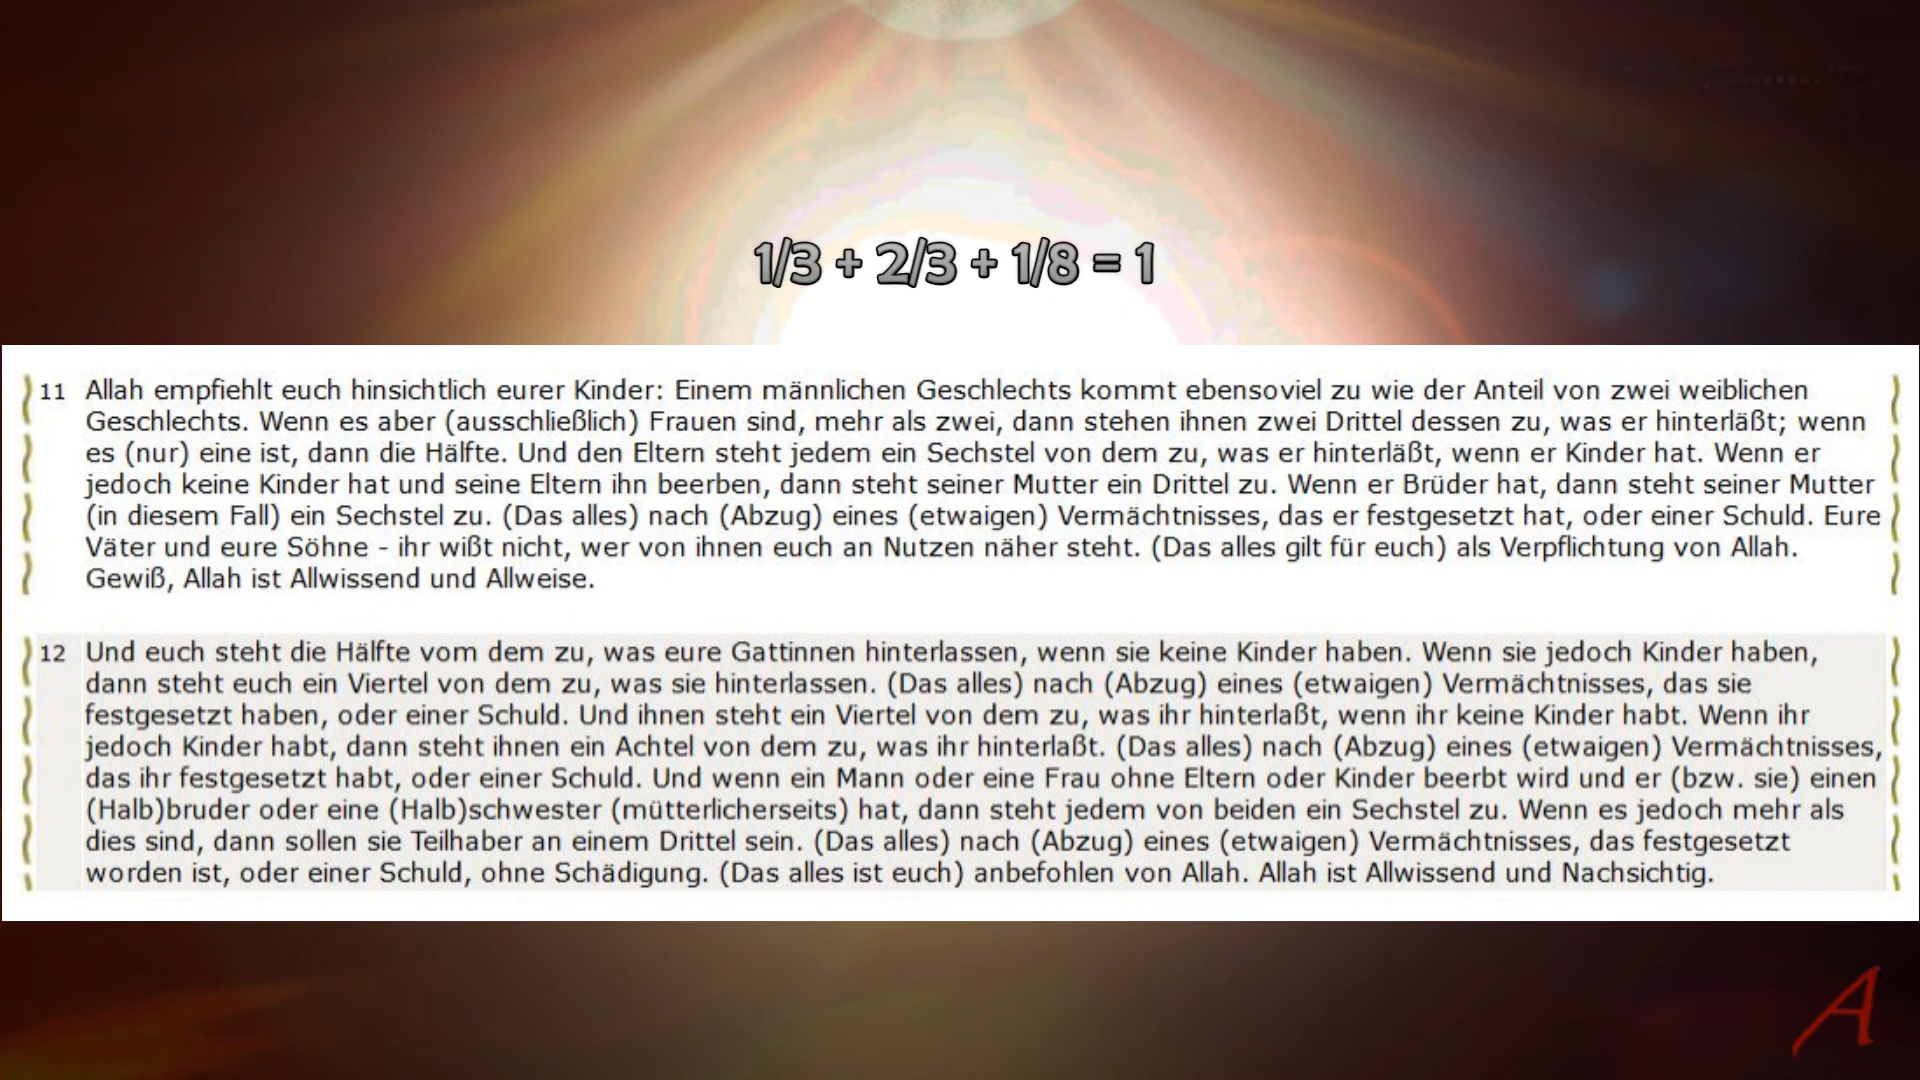 1/3 + 2/3 + 1/8 = 1
11 Allah empfiehlt euch hinsichtlich eurer Kinder: Einem männlichen Geschlechts kommt ebensoviel zu wie der Anteil von zwei weiblichen
Geschlechts. Wenn es aber (ausschließlich) Frauen sind, mehr als zwei, dann stehen ihnen zwei Drittel dessen zu, was er hinterläßt; wenn
es (nur) eine ist, dann die Hälfte. Und den Eltern steht jedem ein Sechstel von dem zu, was er hinterläßt, wenn er Kinder hat. Wenn er
jedoch keine Kinder hat und seine Eltern ihn beerben, dann steht seiner Mutter ein Drittel zu. Wenn er Brüder hat, dann steht seiner Mutter
(in diesem Fall) ein Sechstel zu. (Das alles) nach (Abzug) eines (etwaigen) Vermächtnisses, das er festgesetzt hat, oder einer Schuld. Eure
Väter und eure Söhne - ihr wißt nicht, wer von ihnen euch an Nutzen näher steht. (Das alles gilt für euch) als Verpflichtung von Allah.
Gewiß, Allah ist Allwissend und Allweise.
12 Und euch steht die Hälfte vom dem zu, was eure Gattinnen hinterlassen, wenn sie keine Kinder haben. Wenn sie jedoch Kinder haben,
dann steht euch ein Viertel von dem zu, was sie hinterlassen. (Das alles) nach (Abzug) eines (etwaigen) Vermächtnisses, das sie
festgesetzt haben, oder einer Schuld. Und ihnen steht ein Viertel von dem zu, was ihr hinterlaßt, wenn ihr keine Kinder habt. Wenn ihr
jedoch Kinder habt, dann steht ihnen ein Achtel von dem zu, was ihr hinterlaßt. (Das alles) nach (Abzug) eines (etwaigen) Vermächtnisses,
das ihr festgesetzt habt, oder einer Schuld. Und wenn ein Mann oder eine Frau ohne Eltern oder Kinder beerbt wird und er (bzw. sie) einen
(Halb)bruder oder eine (Halb)schwester (mütterlicherseits) hat, dann steht jedem von beiden ein Sechstel zu. Wenn es jedoch mehr als
dies sind, dann sollen sie Teilhaber an einem Drittel sein. (Das alles) nach (Abzug) eines (etwaigen) Vermächtnisses, das festgesetzt
worden ist, oder einer Schuld, ohne Schädigung. (Das alles ist euch) anbefohlen von Allah. Allah ist Allwissend und Nachsichtig.
A